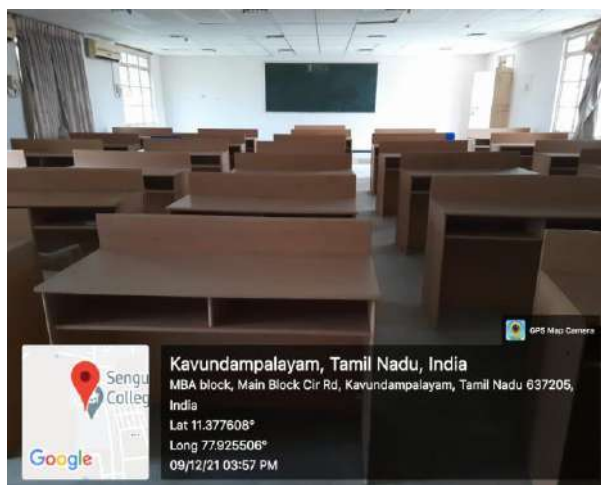 GPS Map Camera
Sengu
Colleg
Google
Kavundampalayam, Tamil Nadu, India
MBA block, Main Block Cir Rd, Kavundampalayam, Tamil Nadu 637205,
India
Lat 11.377608°
Long 77.925506°
09/12/21 03:57 PM